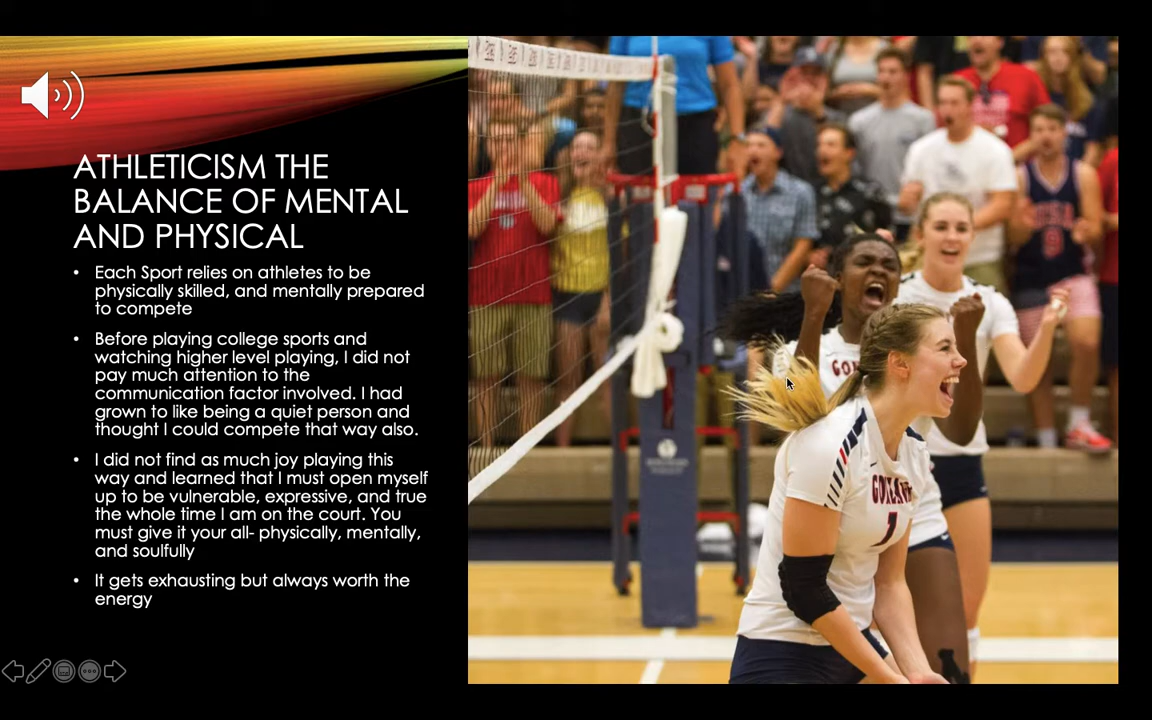 ATHLETICISM THE
BALANCE OF MENTAL
AND PHYSICAL
• Each Sport relies on athletes to be
physically skilled, and mentally prepared
to compete
• Before playing college sports and
watching higher level playing, I did not
pay much attention to the
communication factor involved. I had
grown to like being a quiet person and
thought I could compete that way also.
• I did not find as much joy playing this
way and learned that I must open myself
up to be vulnerable, expressive, and true
the whole time I am on the court. You
must give it your all- physically, mentally,
and soulfully
• It gets exhausting but always worth the
energy
1